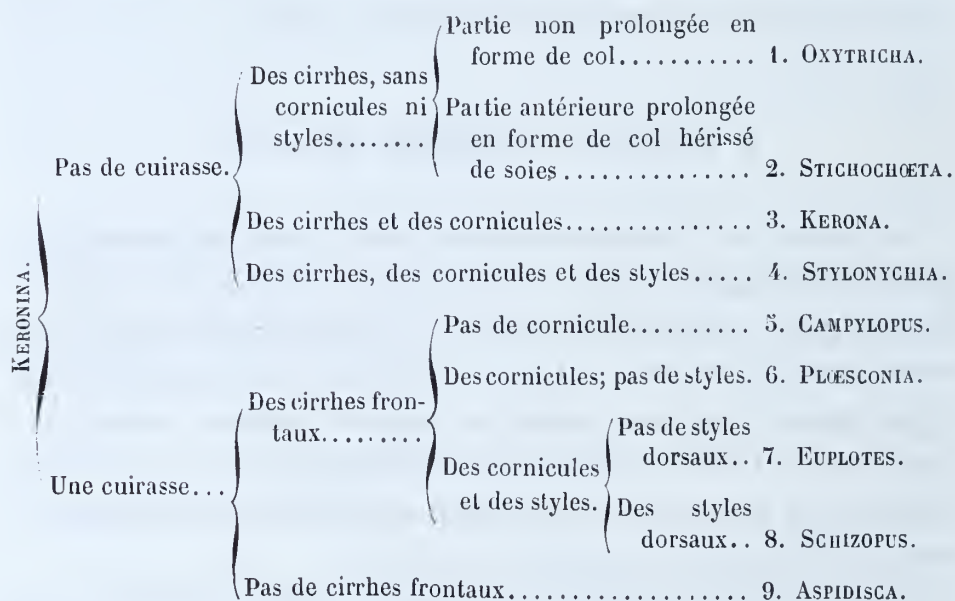 Partie non prolongée en
forme de col........... 1. OXYTRICHA.
Des cirrhes, sans
cornicules ni
styles........
Partie antérieure prolongée
en forme de col hérissé
de soies ............... 2. STICHOCHŒTA.
Pas de cuirasse.
Des cirrhes et des cornicules............... 3. KERONA.
Des cirrhes, des cornicules et des styles..... 4. STYLONYCHIA.
KERONINA.
Pas de cornicule.......... 5. CAMPYLOPUS.
Des cornicules; pas de styles. 6. PLŒSCONIA.
Des cirrhes fron-
taux.........
Pas de styles
dorsaux.. 7. EUPLOTES.
Des cornicules
et des styles.
Des styles
dorsaux.. 8. SCHIZOPUS.
Une cuirasse...
Pas de cirrhes frontaux.................... 9. ASPIDISCA.